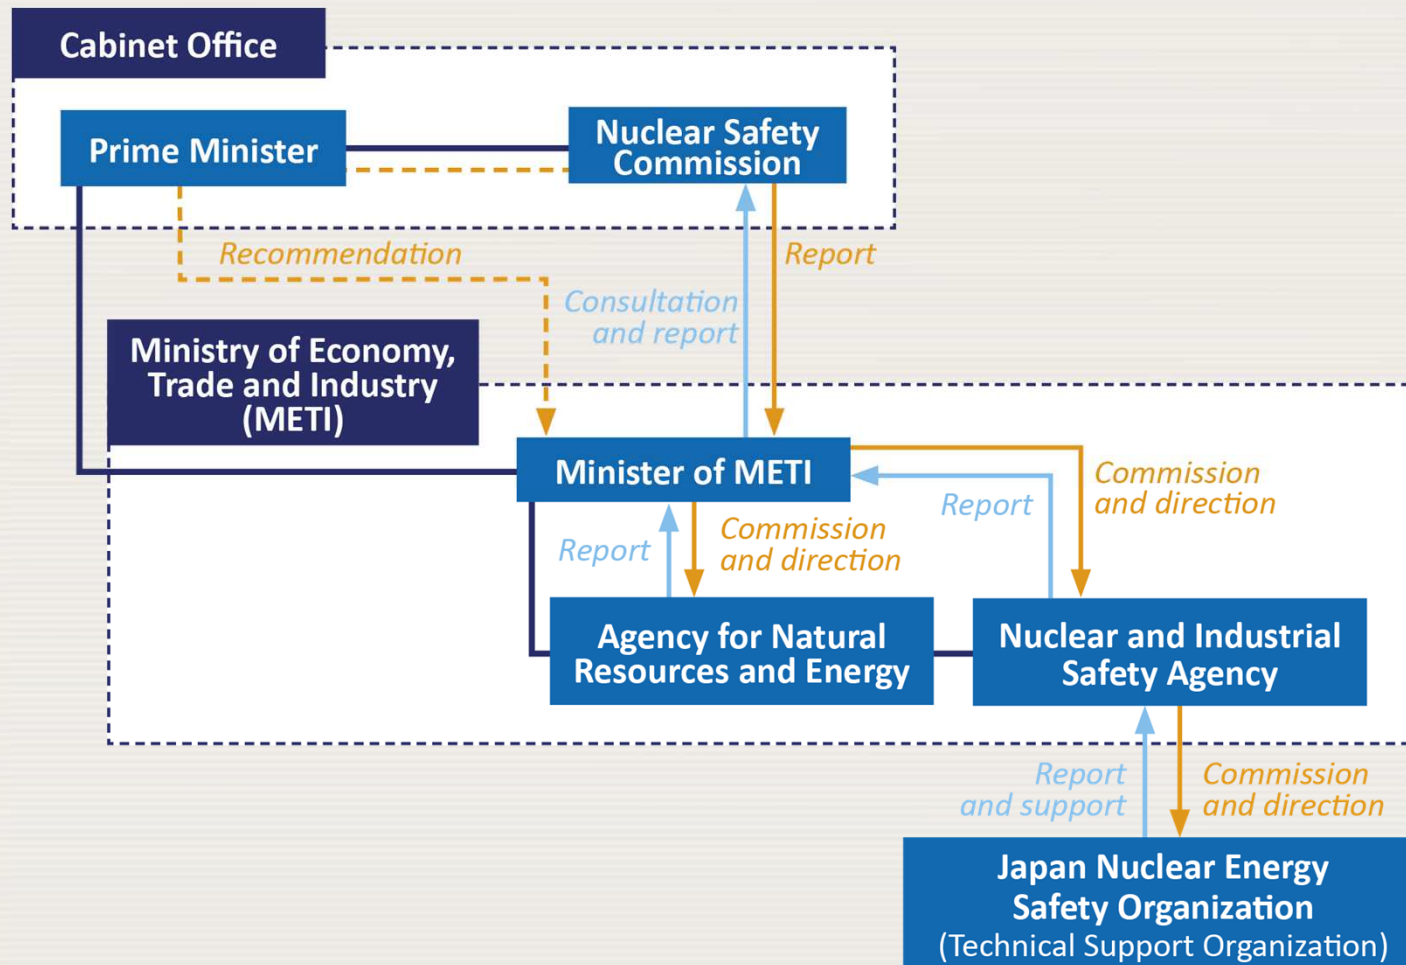 Cabinet Office
Prime Minister
Nuclear Safety
Commission
Recommendation
Report
Consultation
and report
Ministry of Economy,
Trade and Industry
(METI)
Minister of METI
Report
Commission
and direction
Report
Commission
and direction
Agency for Natural
Resources and Energy
Nuclear and Industrial
Safety Agency
Report
and support
Commission
and direction
Japan Nuclear Energy
Safety Organization
(Technical Support Organization)